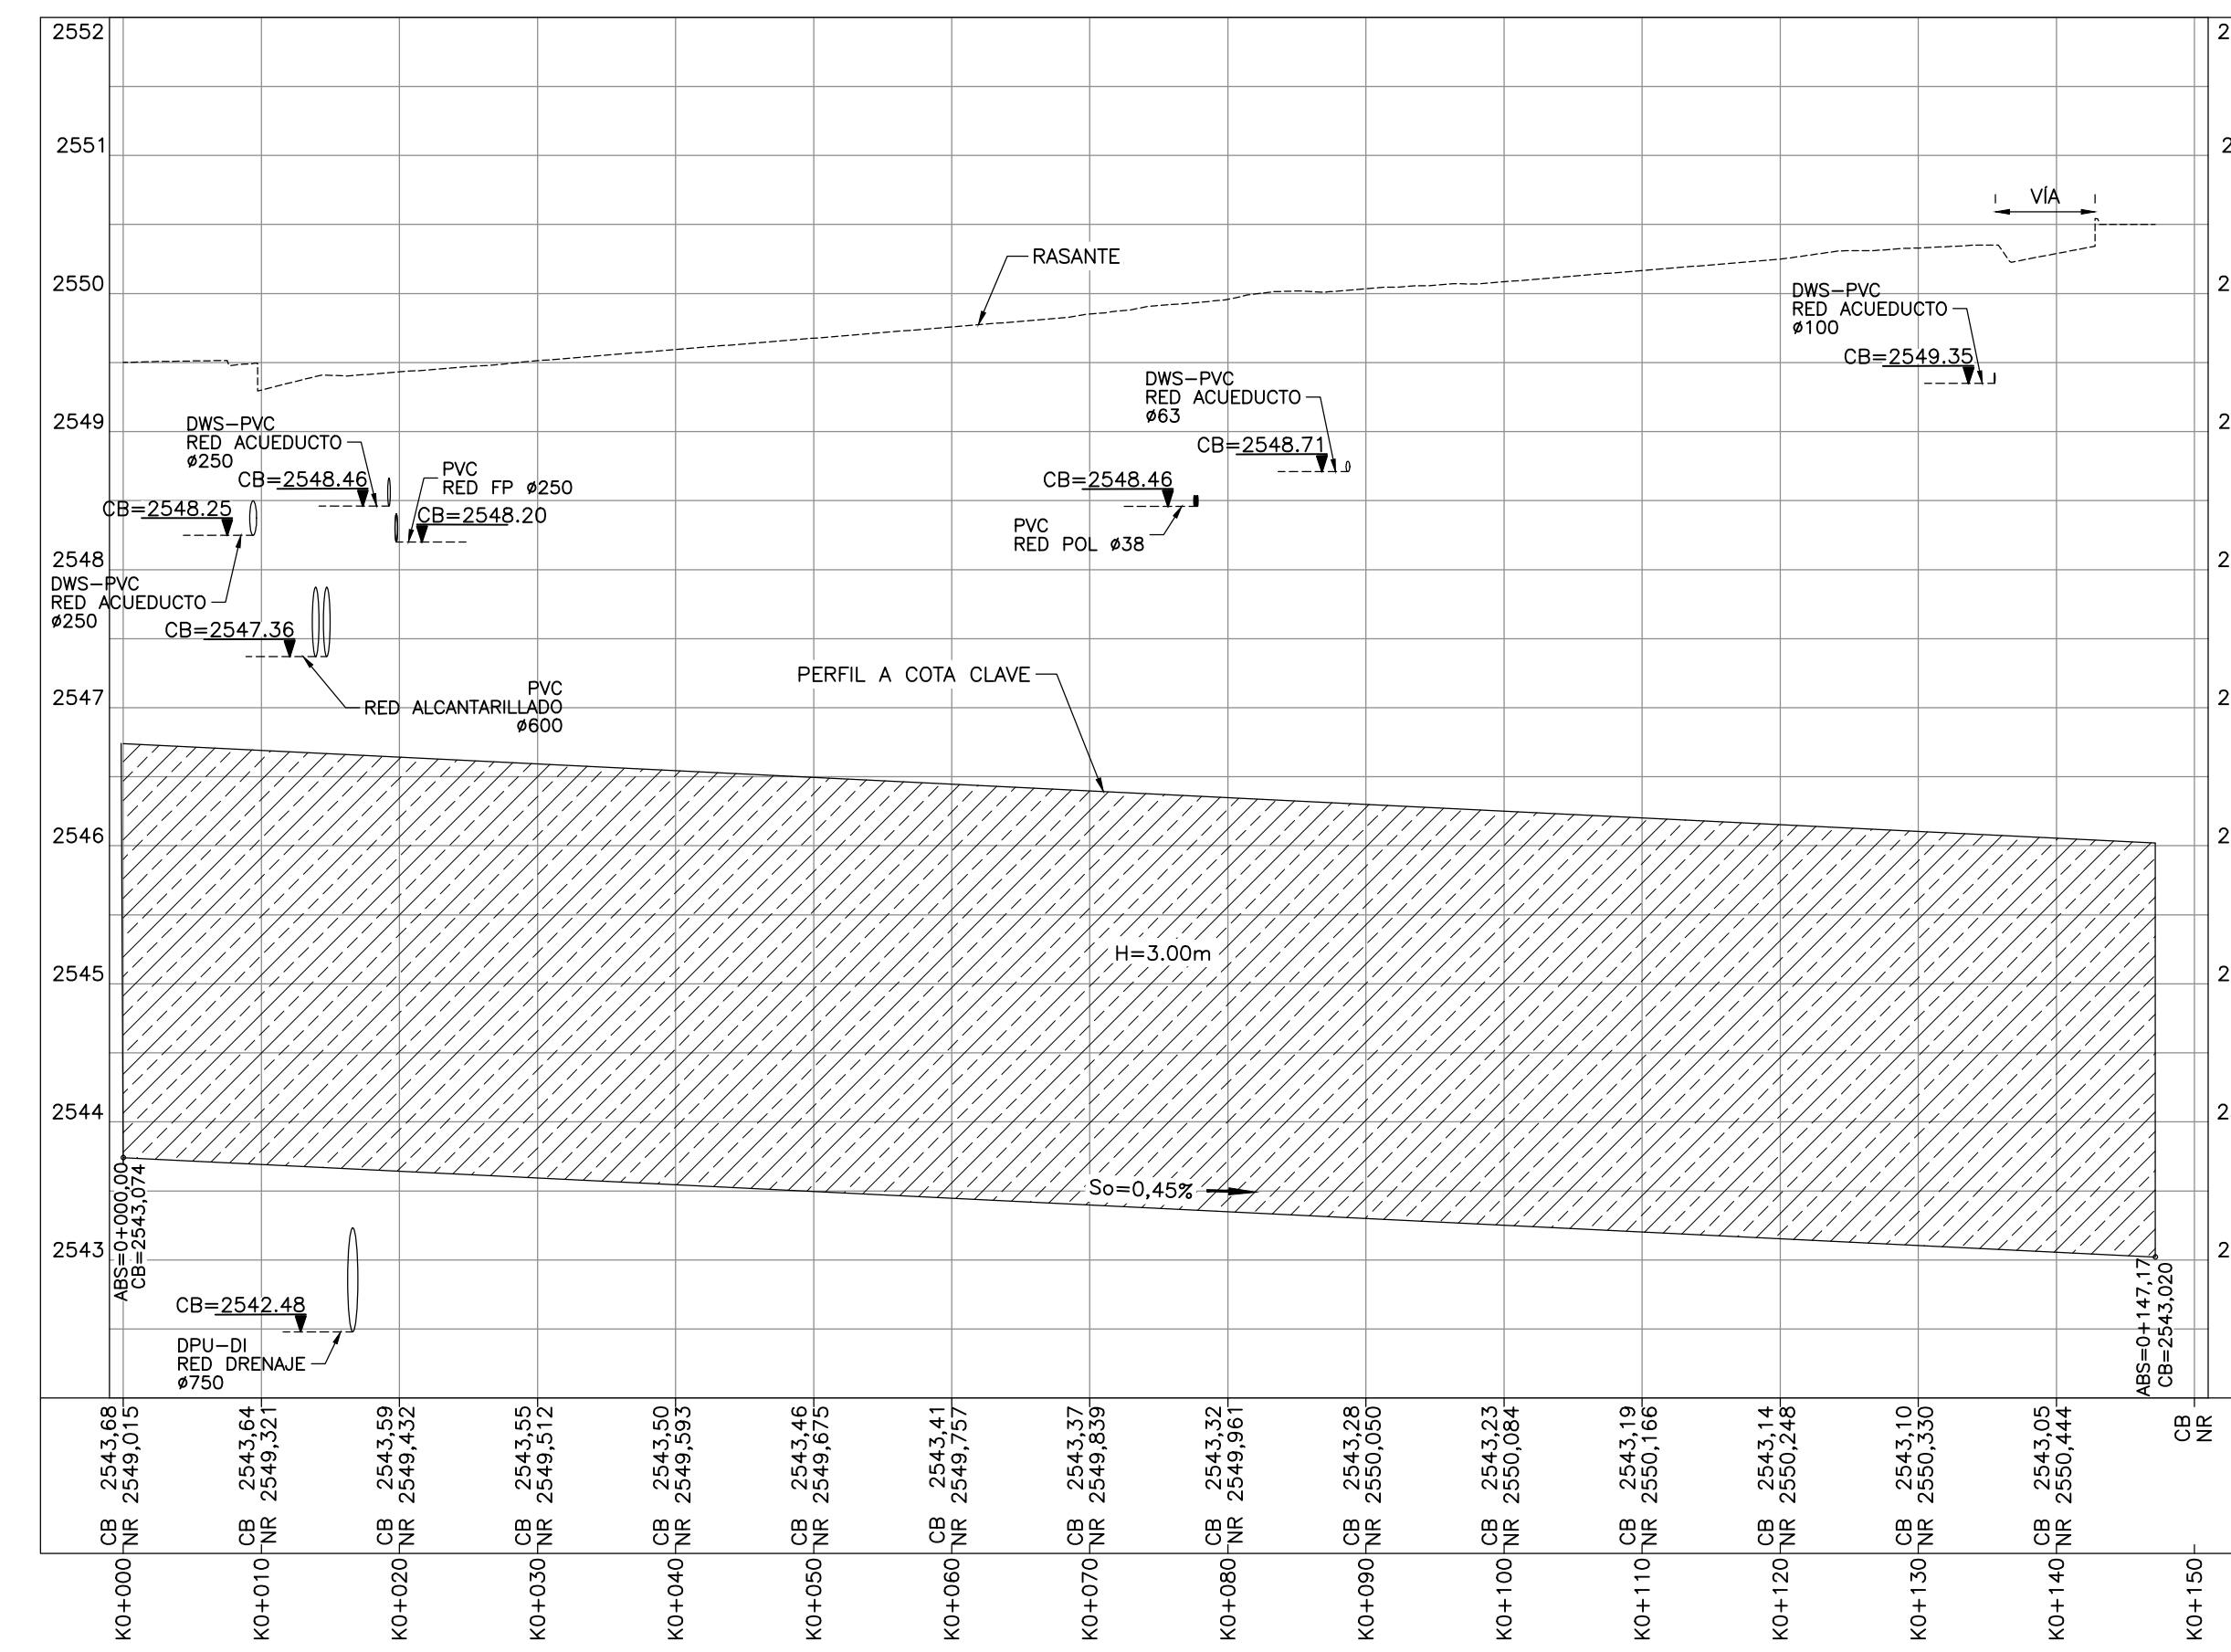 2552
2551
2550
2549
2548
2547
2546
2545
2544
2543
2
2
2
2
2
2
2
2
2
2
VÍA
RASANTE
DWS-PVC
RED ACUEDUCTO
ø100
CB=2549.35
DWS-PVC
RED ACUEDUCTO
ø63
CB=2548.71
DWS-PVC
RED ACUEDUCTO
ø250
CB=2548.46
PVC
RED FP ø250
CB=2548.20
CB=2548.25
CB=2548.46
PVC
RED POL ø38
DWS-PVC
RED ACUEDUCTO
ø250
CB=2547.36
PVC
RED ALCANTARILLADO
ø600
PERFIL A COTA CLAVE
H=3.00m
So=0,45%
ABS=0+000,00
CB=2543,074
CB=2542.48
DPU-DI
RED DRENAJE
ø750
ABS=0+147,17
CB=2543,020
CB 2543,68
NR 2549,015
CB 2543,64
NR 2549,321
CB 2543,59
NR 2549,432
CB 2543,55
NR 2549,512
CB 2543,50
NR 2549,593
CB 2543,46
NR 2549,675
CB 2543,41
NR 2549,757
CB 2543,37
NR 2549,839
CB 2543,32
NR 2549,961
CB 2543,28
NR 2550,050
CB 2543,23
NR 2550,084
CB 2543,19
NR 2550,166
CB 2543,14
NR 2550,248
CB 2543,10
NR 2550,330
CB 2543,05
NR 2550,444
CB
NR
K0+000
K0+010
K0+020
K0+030
K0+040
K0+050
K0+060
K0+070
K0+080
K0+090
K0+100
K0+110
K0+120
K0+130
K0+140
K0+150